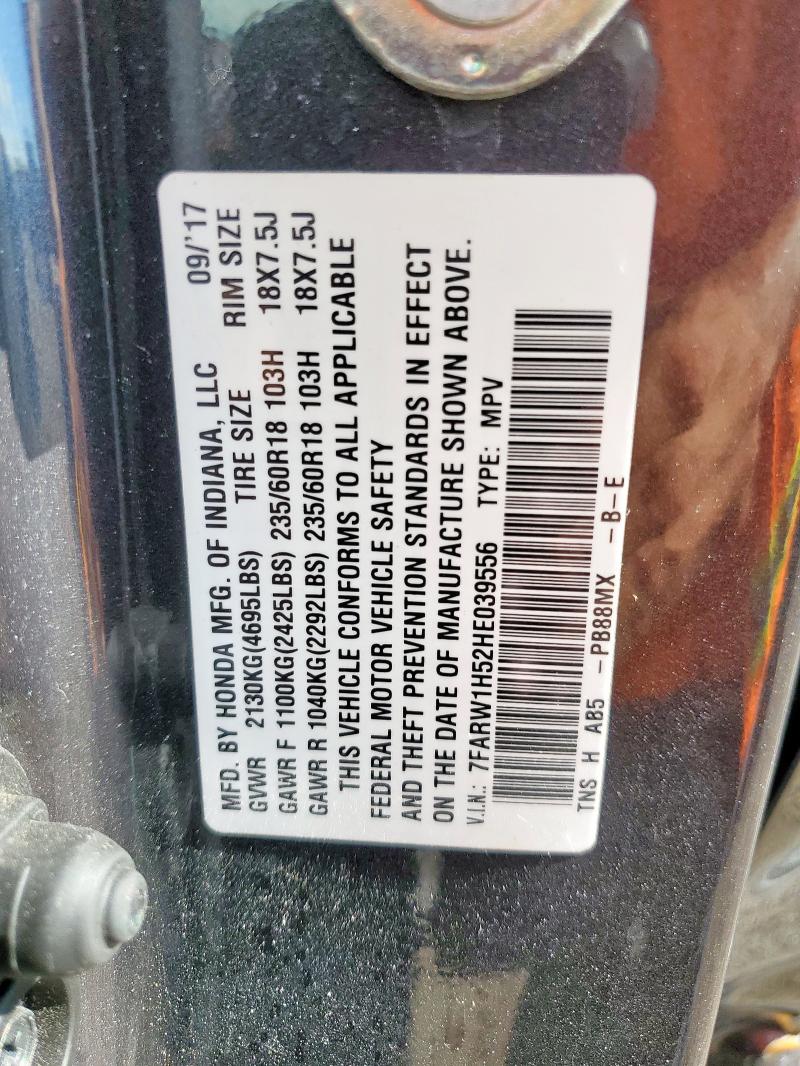 MFD. BY HONDA MFG. OF INDIANA, LLC 09/'17
GVWR 2130KG(4695LBS) TIRE SIZE RIM SIZE
GAWR F 1100KG(2425LBS) 235/60R18 103H 18X7.5J
GAWR R 1040KG(2292LBS) 235/60R18 103H 18X7.5J
THIS VEHICLE CONFORMS TO ALL APPLICABLE
FEDERAL MOTOR VEHICLE SAFETY
AND THEFT PREVENTION STANDARDS IN EFFECT
ON THE DATE OF MANUFACTURE SHOWN ABOVE.
V.I.N.: 7FARW1H52HE039556 TYPE: MPV
TNS H AB5 -PB88MX -B-E